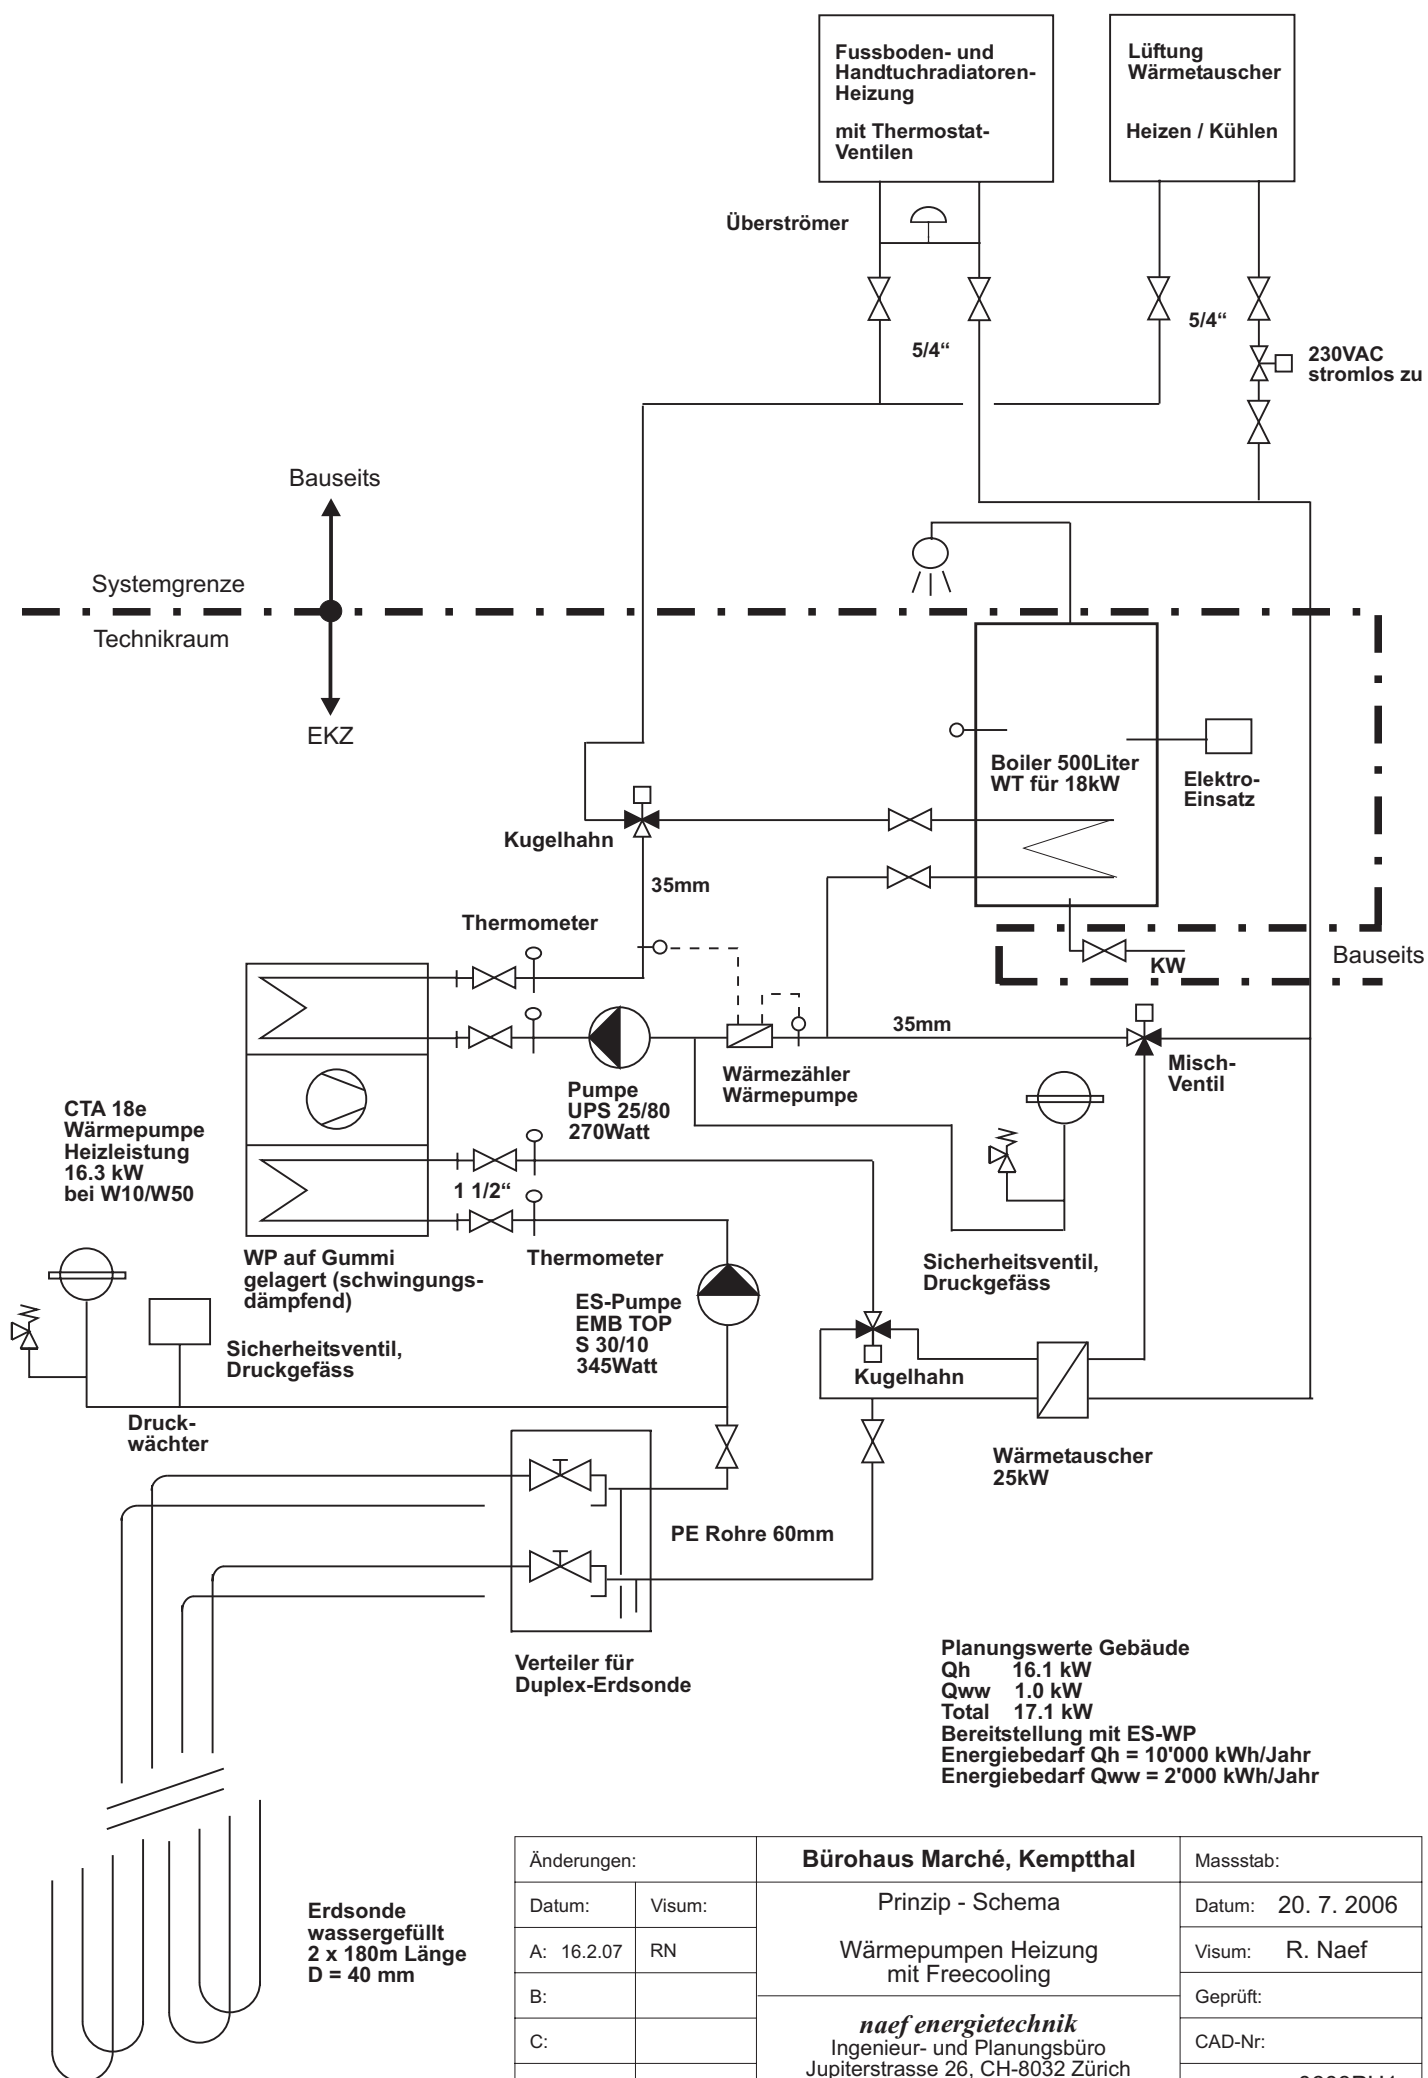 Fussboden- und
Handtuchradiatoren-
Heizung
mit Thermostat-
Ventilen
Lüftung
Wärmetauscher
Heizen / Kühlen
Überströmer
5/4“
5/4“
230VAC
stromlos zu
Bauseits
Systemgrenze
Technikraum
EKZ
Boiler 500Liter
WT für 18kW
Elektro-
Einsatz
Kugelhahn
35mm
Thermometer
KW
Bauseits
35mm
Misch-
Ventil
Wärmezähler
Wärmepumpe
Pumpe
UPS 25/80
270Watt
CTA 18e
Wärmepumpe
Heizleistung
16.3 kW
bei W10/W50
1 1/2“
WP auf Gummi
gelagert (schwingungs-
dämpfend)
Thermometer
Sicherheitsventil,
Druckgefäss
ES-Pumpe
EMB TOP
S 30/10
345Watt
Sicherheitsventil,
Druckgefäss
Kugelhahn
Druck-
wächter
Wärmetauscher
25kW
PE Rohre 60mm
Verteiler für
Duplex-Erdsonde
Planungswerte Gebäude
Qh 16.1 kW
Qww 1.0 kW
Total 17.1 kW
Bereitstellung mit ES-WP
Energiebedarf Qh = 10'000 kWh/Jahr
Energiebedarf Qww = 2'000 kWh/Jahr
Erdsonde
wassergefüllt
2 x 180m Länge
D = 40 mm
Änderungen:
Bürohaus Marché, Kemptthal
Massstab:
Datum: Visum:
Prinzip - Schema
Datum: 20. 7. 2006
A: 16.2.07 RN
Wärmepumpen Heizung
mit Freecooling
Visum: R. Naef
B:
Geprüft:
naef energietechnik
C:
Ingenieur- und Planungsbüro
CAD-Nr:
Jupiterstrasse 26, CH-8032 Zürich